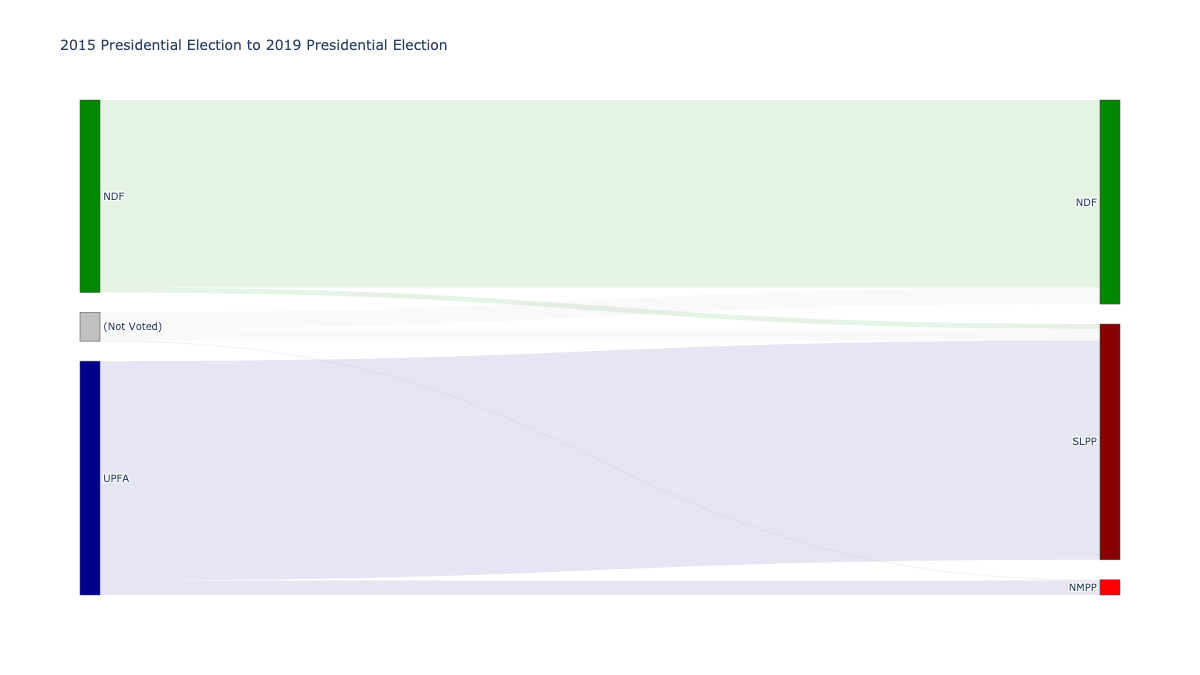 2015 Presidential Election to 2019 Presidential Election
NDF
NDF
(Not Voted)
SLPP
UPFA
NMPP